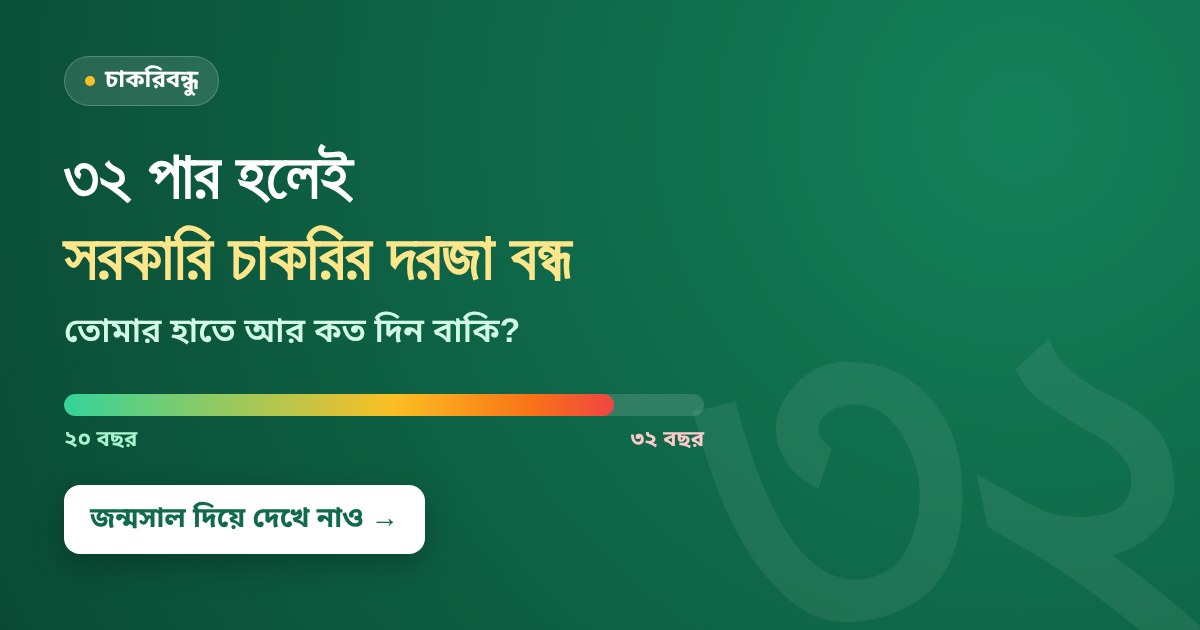 চাকরিবন্ধু
৩২ পার হলেই
সরকারি চাকরির দরজা বন্ধ
তোমার হাতে আর কত দিন বাকি?
২০ বছর
৩২ বছর
জন্মসাল দিয়ে দেখে নাও →
৩২